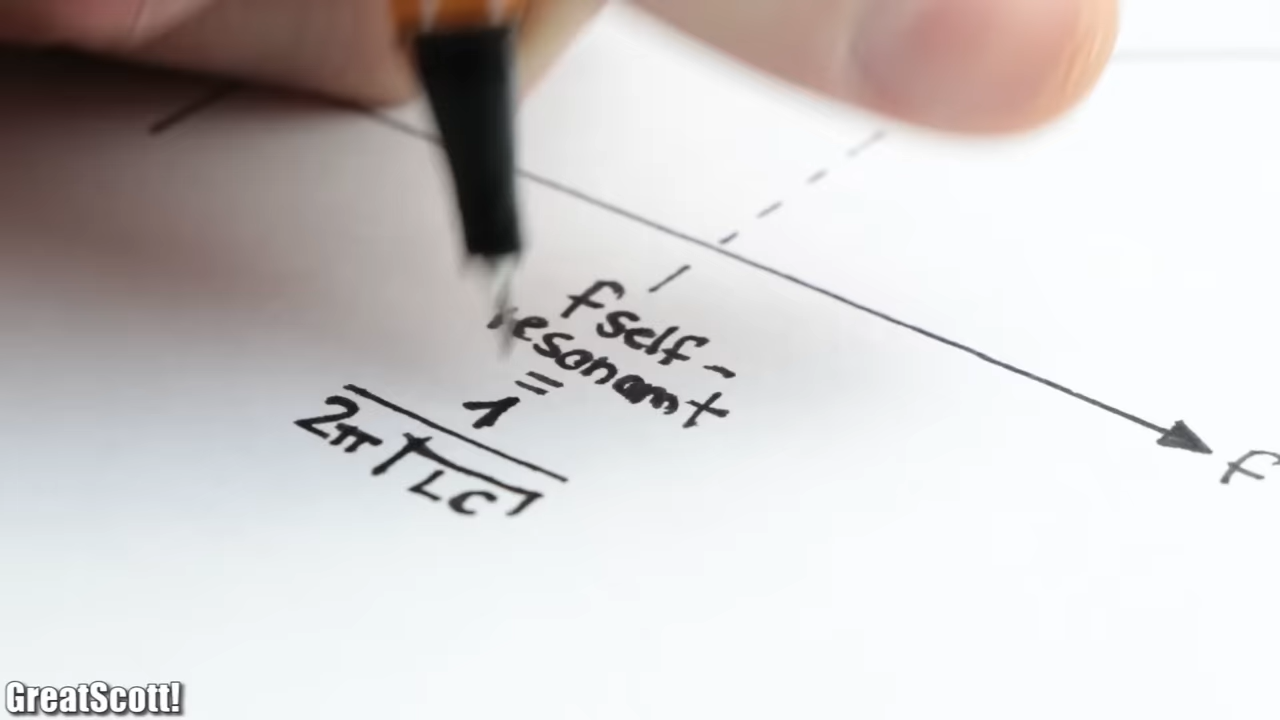 fself-
resonant
=
1
2π√LC
f
GreatScott!